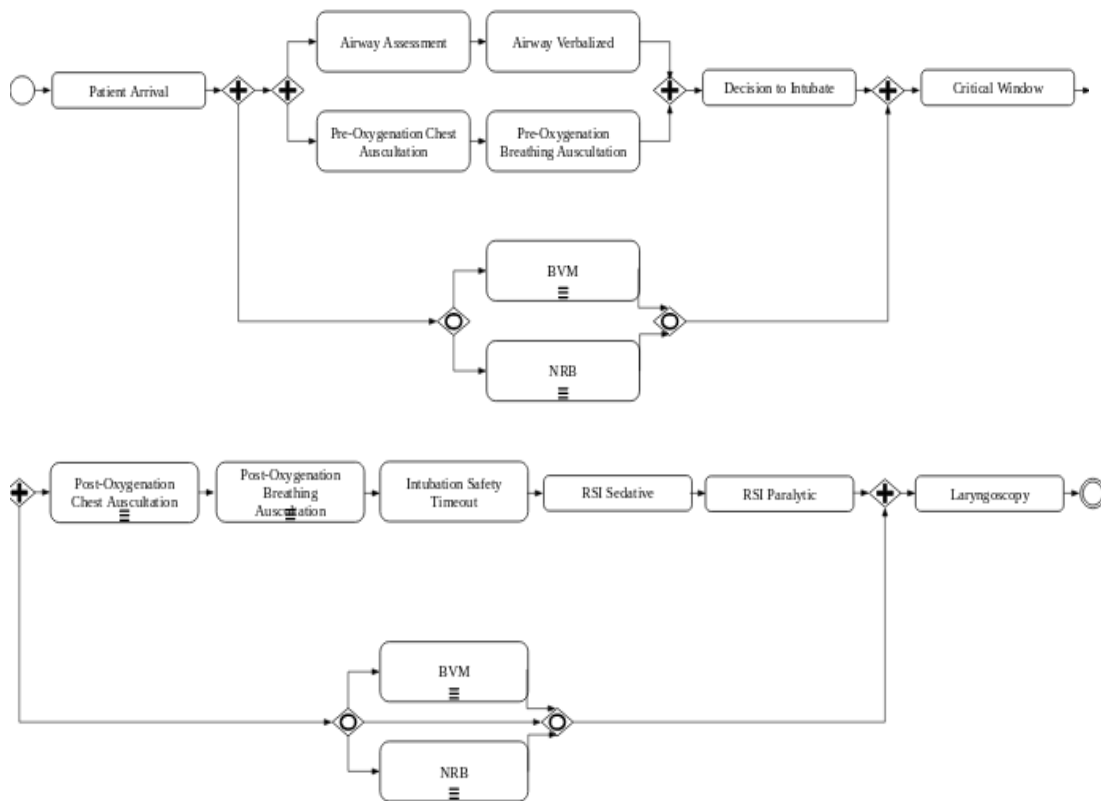 Airway Assessment
Airway Verbalized
Patient Arrival
Decision to Intubate
Critical Window
Pre-Oxygenation Chest
Auscultation
Pre-Oxygenation
Breathing Auscultation
BVM
NRB
Post-Oxygenation
Chest Auscultation
Post-Oxygenation
Breathing
Auscultation
Intubation Safety
Timeout
RSI Sedative
RSI Paralytic
Laryngoscopy
BVM
NRB